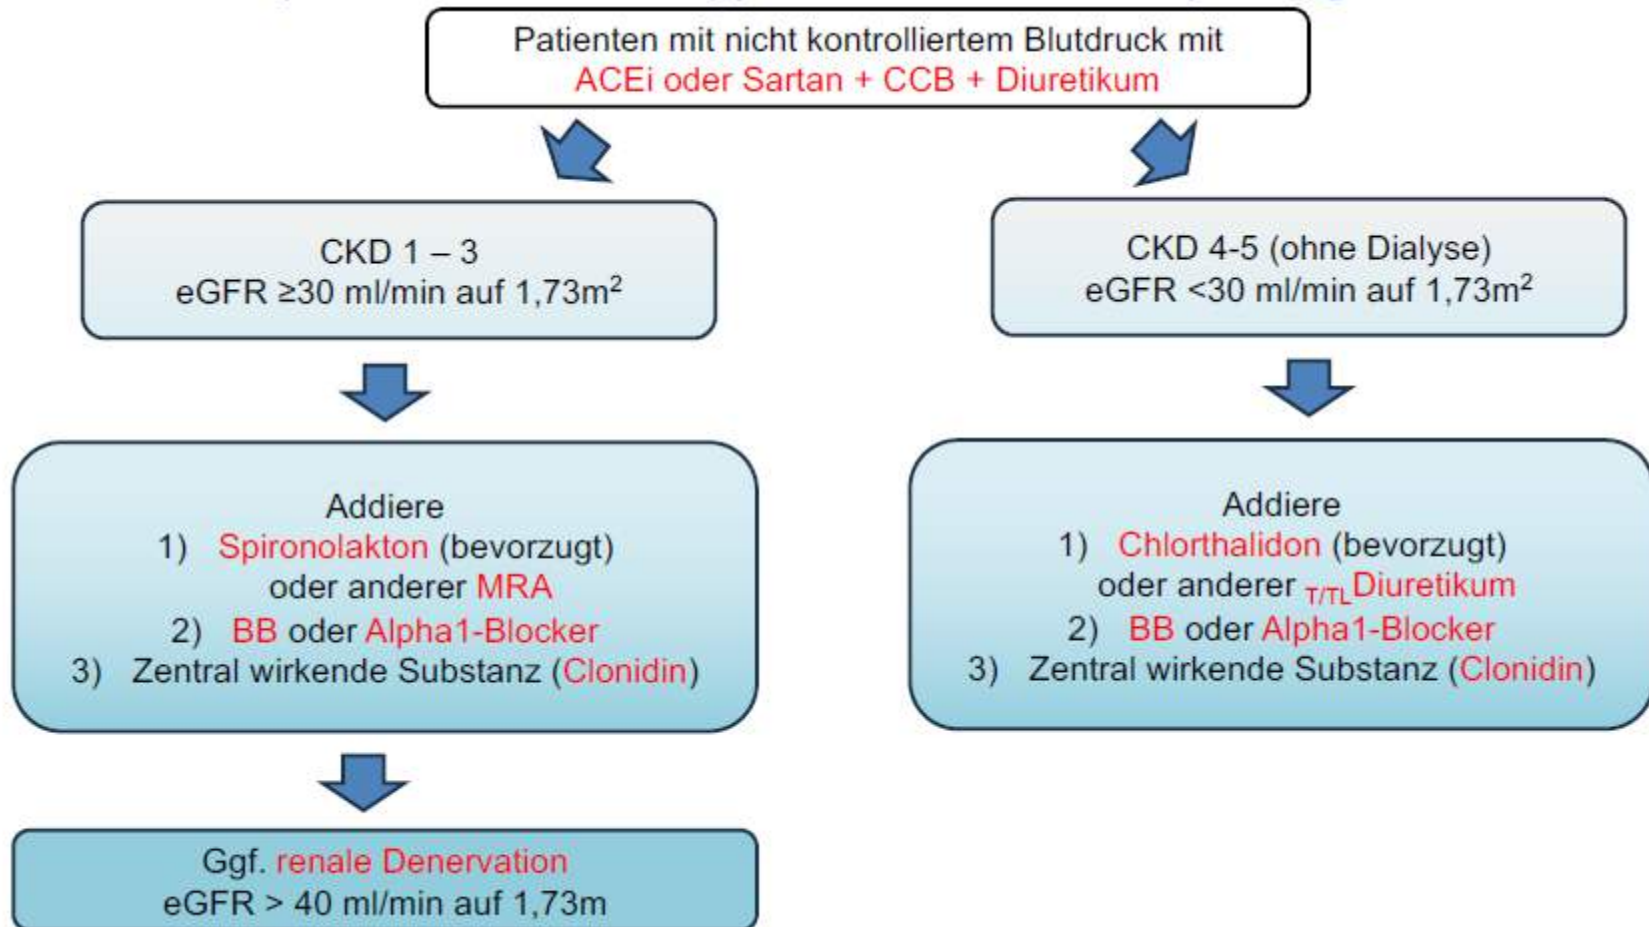 Patienten mit nicht kontrolliertem Blutdruck mit
ACEi oder Sartan + CCB + Diuretikum
CKD 1 – 3
eGFR ≥30 ml/min auf 1,73m²
CKD 4-5 (ohne Dialyse)
eGFR <30 ml/min auf 1,73m²
Addiere
1) Spironolakton (bevorzugt)
oder anderer MRA
2) BB oder Alpha1-Blocker
3) Zentral wirkende Substanz (Clonidin)
Addiere
1) Chlorthalidon (bevorzugt)
oder anderer T/TLDiuretikum
2) BB oder Alpha1-Blocker
3) Zentral wirkende Substanz (Clonidin)
Ggf. renale Denervation
eGFR > 40 ml/min auf 1,73m